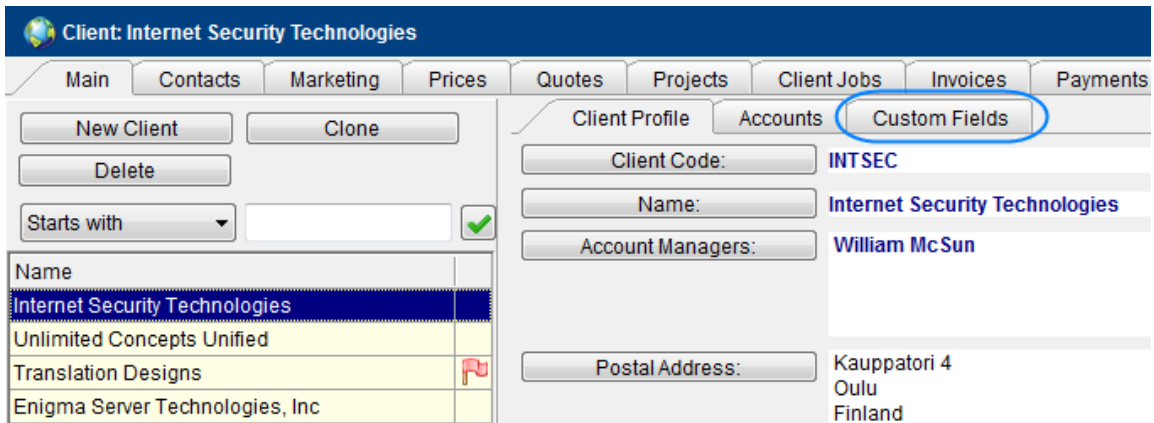 Client: Internet Security Technologies
Main Contacts Marketing Prices Quotes Projects Client Jobs Invoices Payments
New Client Clone
Delete
Starts with
Name
Internet Security Technologies
Unlimited Concepts Unified
Translation Designs
Enigma Server Technologies, Inc
Client Profile Accounts Custom Fields
Client Code: INTSEC
Name: Internet Security Technologies
Account Managers: William McSun
Postal Address: Kauppatori 4
Oulu
Finland